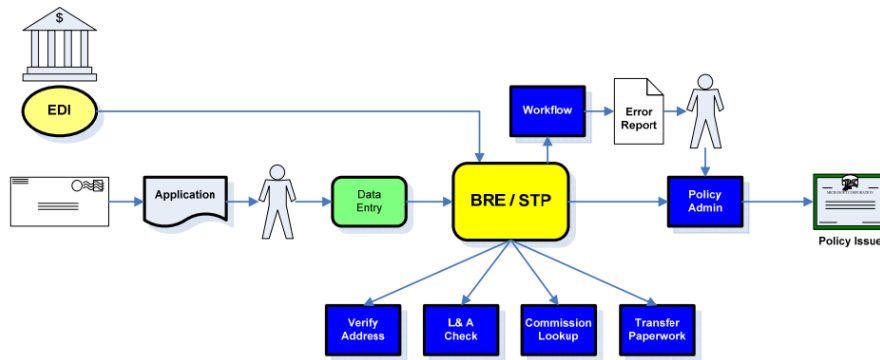 $
EDI
Workflow
Error
Report
Application
Data
Entry
BRE / STP
Policy
Admin
Policy Issue
Verify
Address
L& A
Check
Commission
Lookup
Transfer
Paperwork